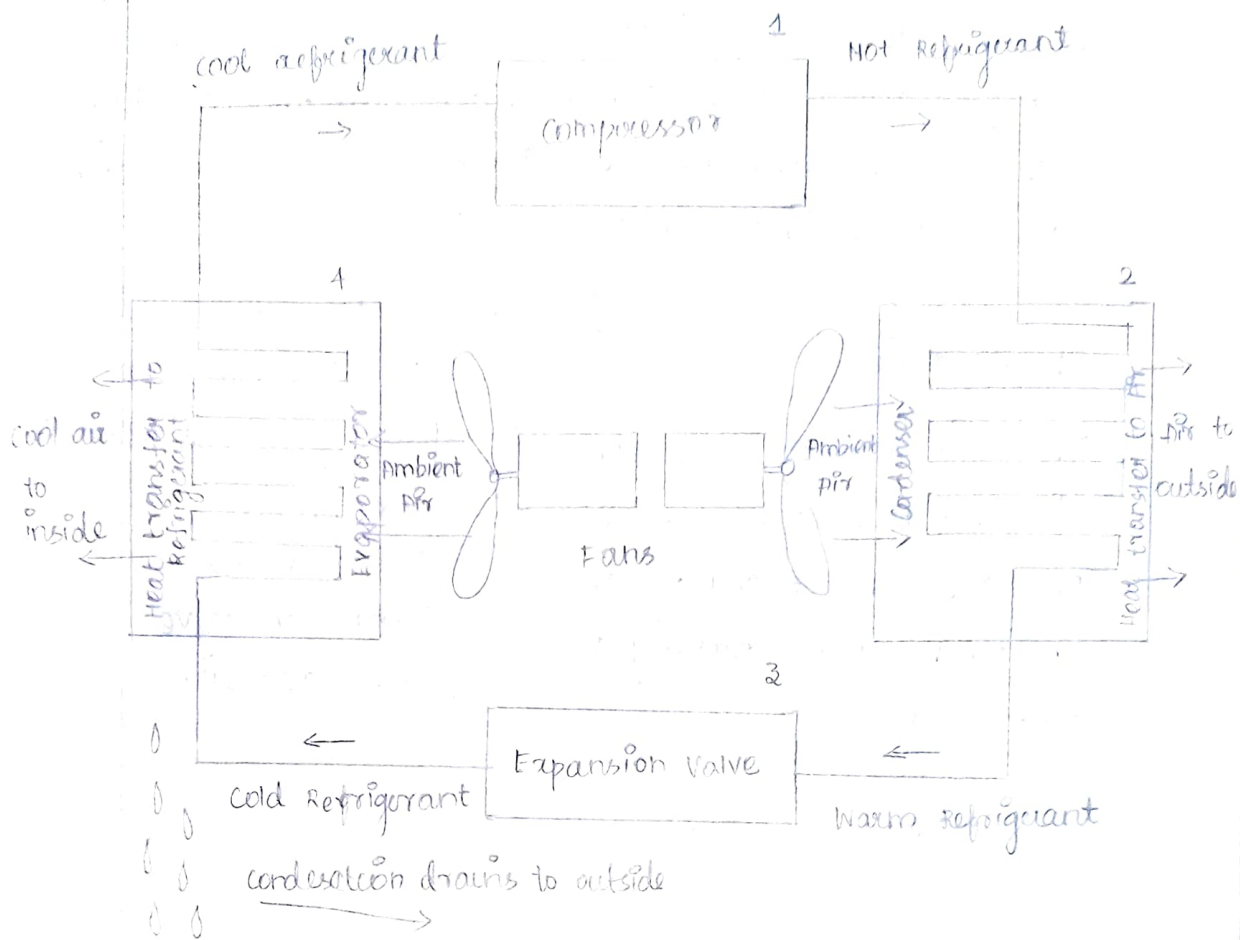 1
Cool refrigerant
Hot Refrigerant
Compressor
4
2
Heat transfer to
Refrigerant
Evaporator
Cool air
to
inside
Ambient
Air
Fans
Ambient
Air
Cordenser
Heat transfer to Air
Air to
outside
3
Expansion valve
Cold Refrigerant
Warm Refrigerant
drains to outside